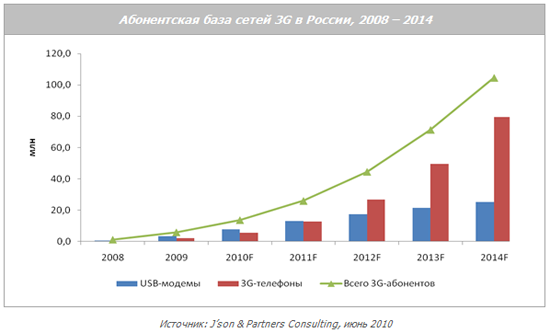 Абонентская база сетей 3G в России, 2008 – 2014
120,0
100,0
80,0
60,0
40,0
20,0
0,0
млн
2008 2009 2010F 2011F 2012F 2013F 2014F
USB-модемы 3G-телефоны Всего 3G-абонентов
Источник: J'son & Partners Consulting, июнь 2010